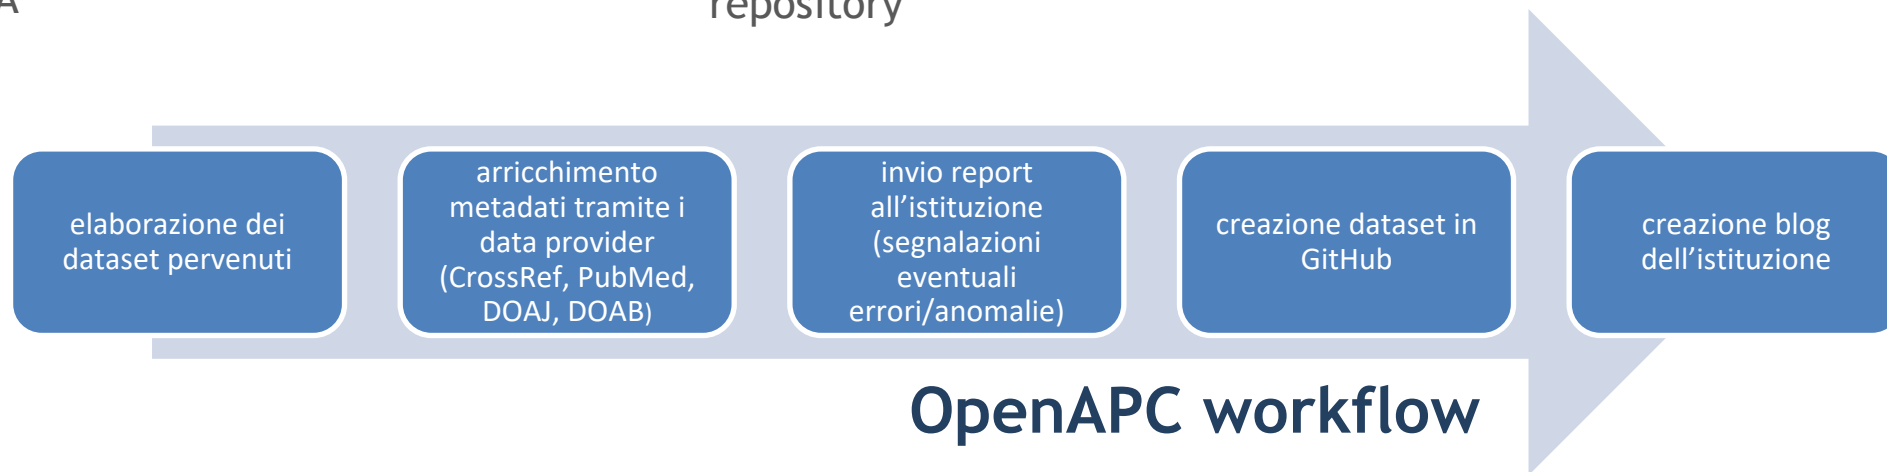 A
repository
elaborazione dei
dataset pervenuti
arricchimento
metadati tramite i
data provider
(CrossRef, PubMed,
DOAJ, DOAB)
invio report
all’istituzione
(segnalazioni
eventuali
errori/anomalie)
creazione dataset in
GitHub
creazione blog
dell’istituzione
OpenAPC workflow